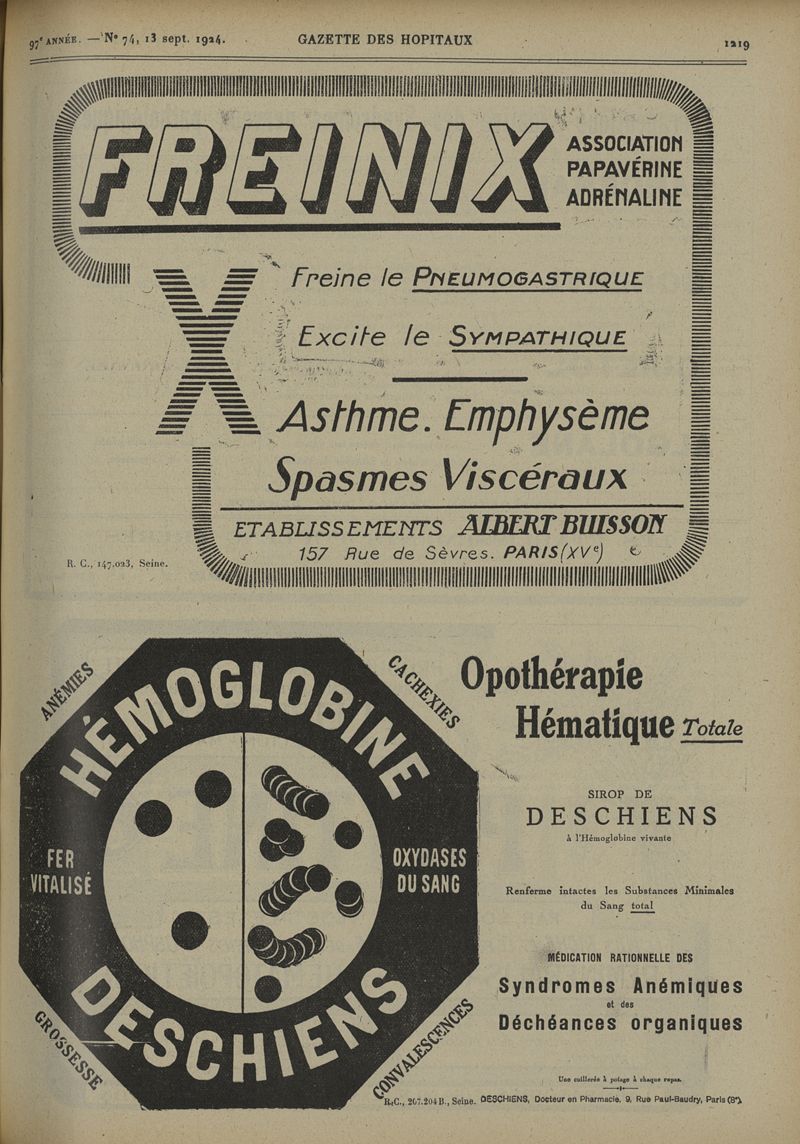 97e ANNÉE. — N° 74, 13 sept. 1924. GAZETTE DES HOPITAUX 1219
FREINIX
ASSOCIATION
PAPAVÉRINE
ADRÉNALINE
X
Freine le PNEUMOGASTRIQUE
Excite le SYMPATHIQUE
Asthme. Emphysème
Spasmes Viscéraux
ETABLISSEMENTS ALBERT BUISSON
157 Rue de Sèvres. PARIS (XVe)
R. C., 147.023, Seine.
ANÉMIES
CACHEXIES
HÉMOGLOBINE
FER
VITALISÉ
OXYDASES
DU SANG
DESCHIENS
GROSSESSE
CONVALESCENCES
Opothérapie
Hématique Totale
SIROP DE
DESCHIENS
à l'Hémoglobine vivante
Renferme intactes les Substances Minimales
du Sang total
MÉDICATION RATIONNELLE DES
Syndromes Anémiques
et des
Déchéances organiques
Une cuillerée à potage à chaque repas.
R.C., 207.204 B., Seine. DESCHIENS, Docteur en Pharmacie, 9, Rue Paul-Baudry, Paris (8e).